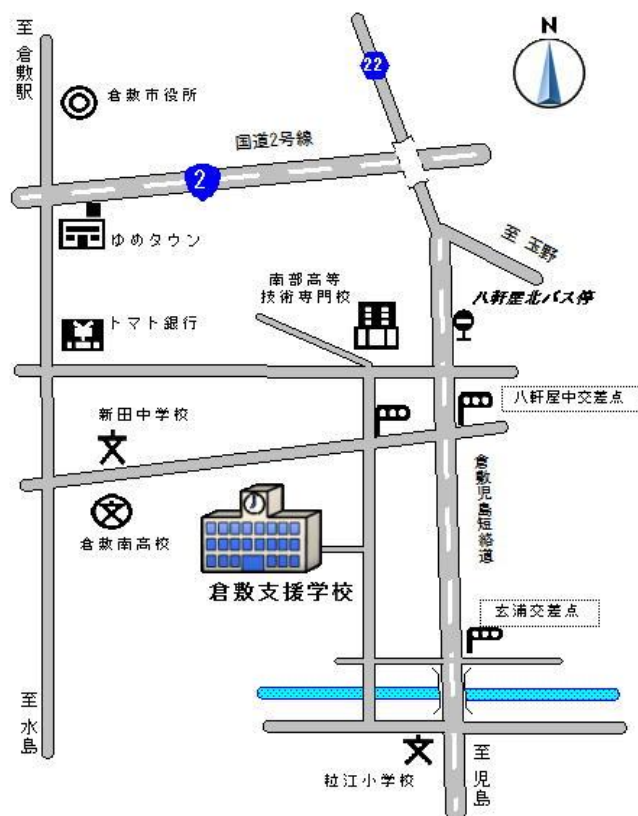 至 倉敷駅
倉敷市役所
22
N
国道2号線
2
ゆめタウン
至 玉野
南部高等
技術専門校
八軒屋北バス停
トマト銀行
八軒屋中交差点
新田中学校
倉敷南高校
倉敷支援学校
倉敷児島短絡道
玄浦交差点
至 水島
粒江小学校
至 児島